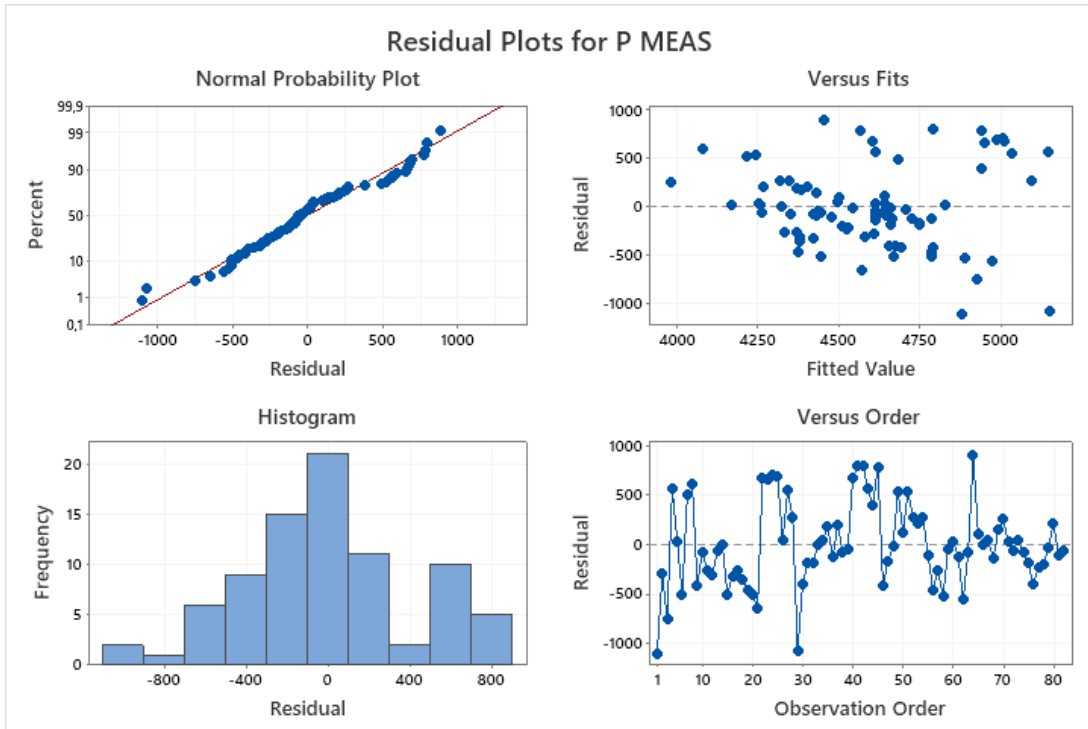 Residual Plots for P MEAS
Normal Probability Plot
99,9
99
90
50
10
1
0,1
Percent
-1000 -500 0 500 1000
Residual
Versus Fits
1000
500
0
-500
-1000
Residual
4000 4250 4500 4750 5000
Fitted Value
Histogram
20
15
10
5
0
Frequency
-800 -400 0 400 800
Residual
Versus Order
1000
500
0
-500
-1000
Residual
1 10 20 30 40 50 60 70 80
Observation Order